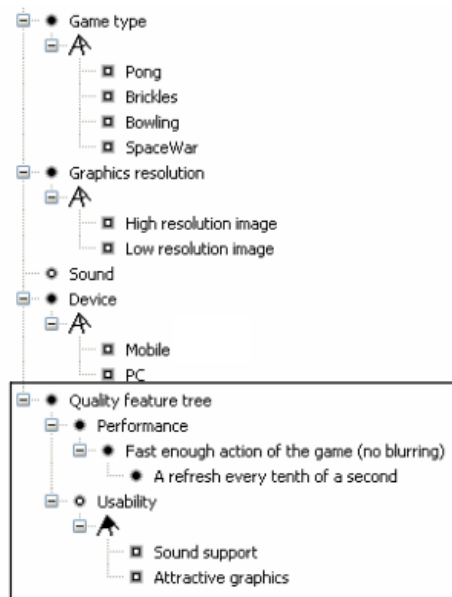 Game type
Pong
Brickles
Bowling
SpaceWar
Graphics resolution
High resolution image
Low resolution image
Sound
Device
Mobile
PC
Quality feature tree
Performance
Fast enough action of the game (no blurring)
A refresh every tenth of a second
Usability
Sound support
Attractive graphics